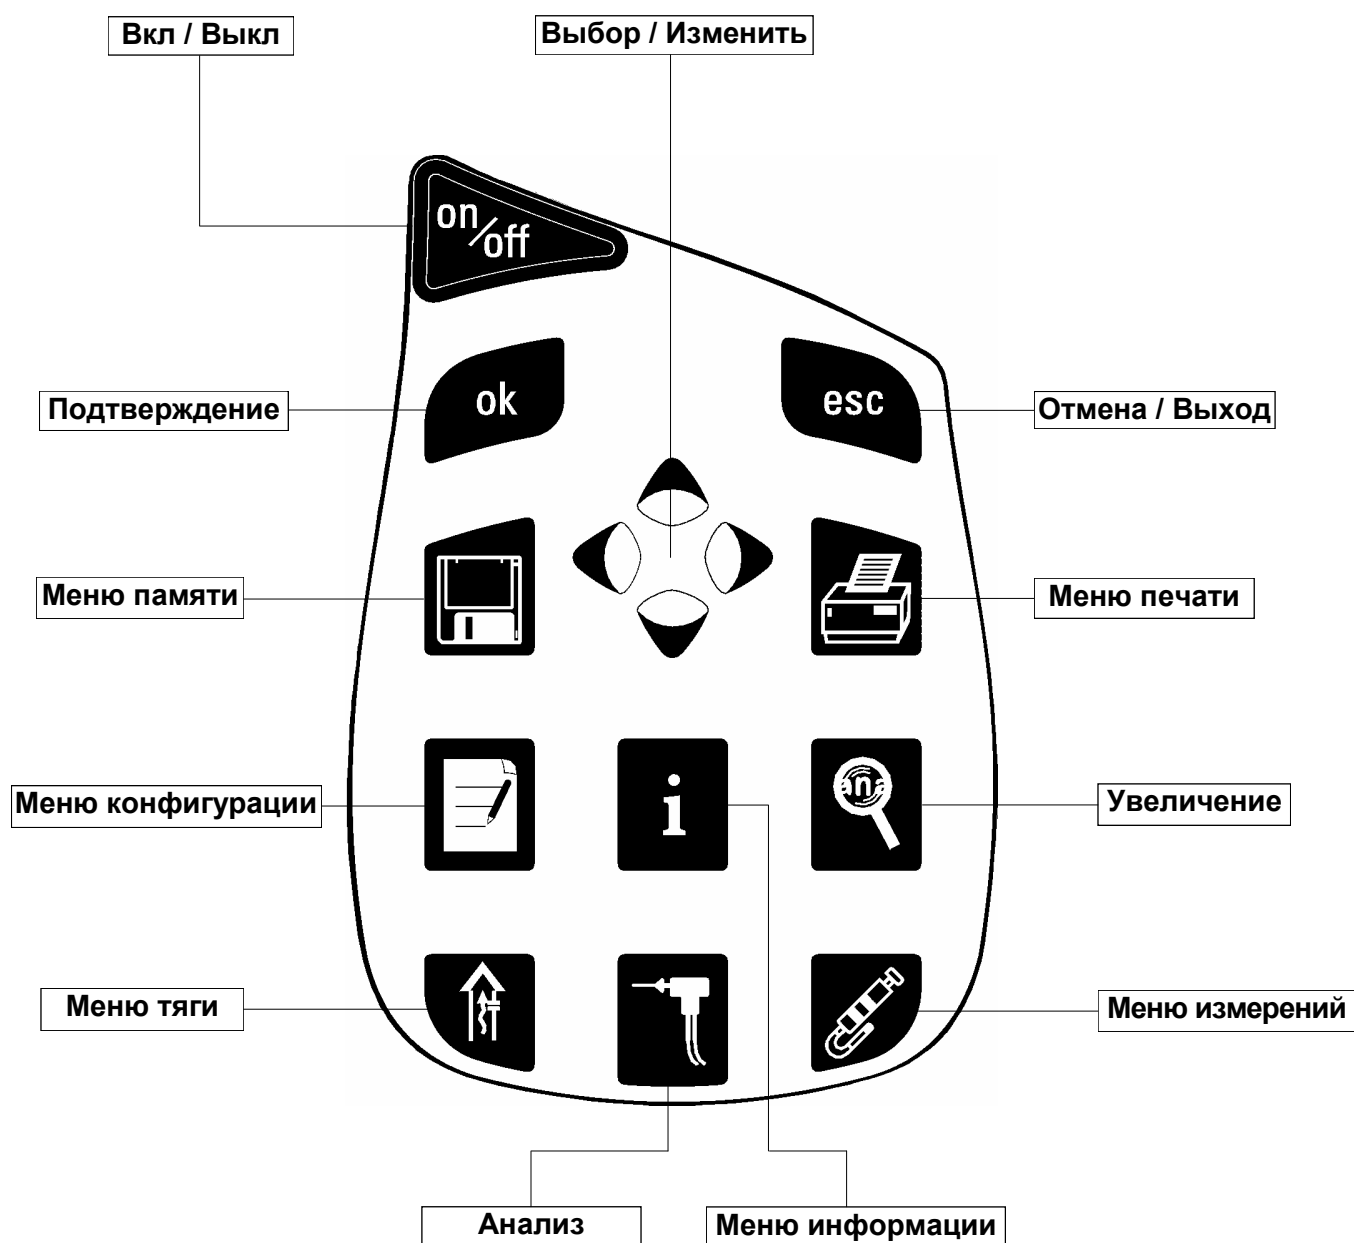 Вкл / Выкл
Выбор / Изменить
on/off
ok
esc
Подтверждение
Отмена / Выход
Меню памяти
Меню печати
Меню конфигурации
i
ana
Увеличение
Меню тяги
Меню измерений
Анализ
Меню информации